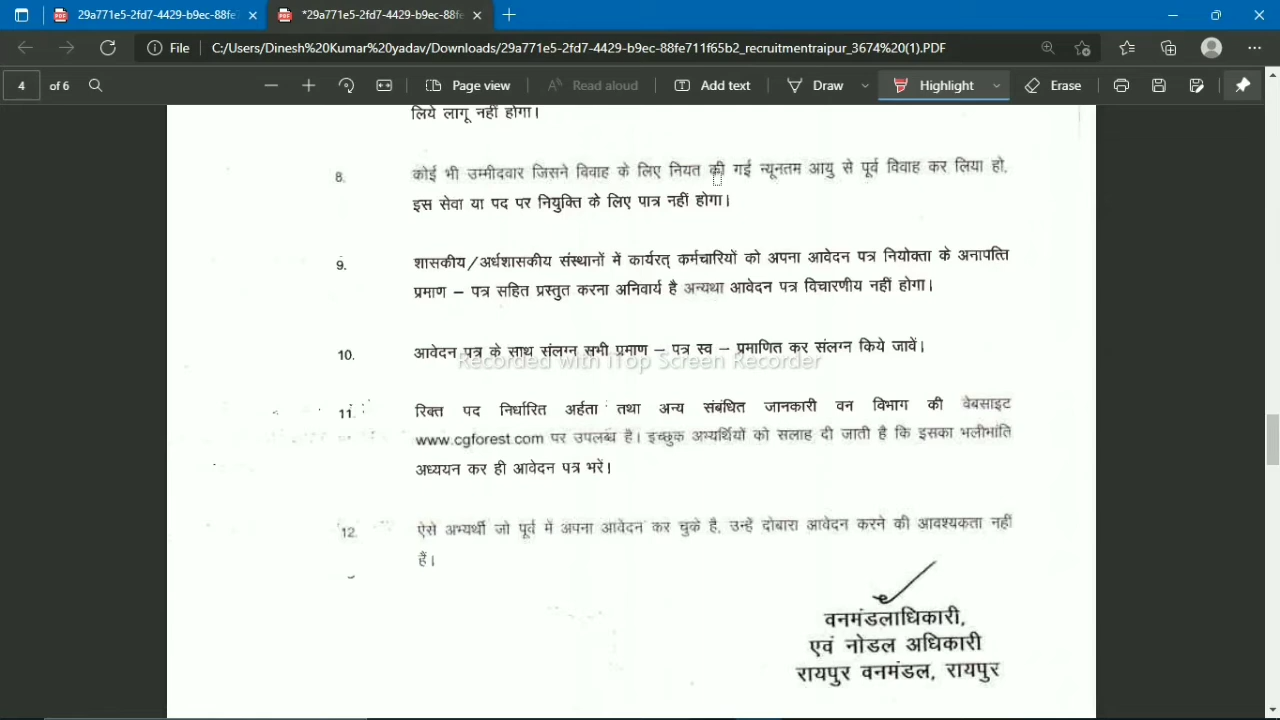 29a771e5-2fd7-4429-b9ec-88fe
*29a771e5-2fd7-4429-b9ec-88fe
File
C:/Users/Dinesh%20Kumar%20yadav/Downloads/29a771e5-2fd7-4429-b9ec-88fe711f65b2_recruitmentraipur_3674%20(1).PDF
4 of 6 Page view Read aloud Add text Draw Highlight Erase
लिये लागू नहीं होगा।
8. कोई भी उम्मीदवार जिसने विवाह के लिए नियत की गई न्यूनतम आयु से पूर्व विवाह कर लिया हो,
इस सेवा या पद पर नियुक्ति के लिए पात्र नहीं होगा।
9. शासकीय/अर्धशासकीय संस्थानों में कार्यरत् कर्मचारियों को अपना आवेदन पत्र नियोक्ता के अनापत्ति
प्रमाण – पत्र सहित प्रस्तुत करना अनिवार्य है अन्यथा आवेदन पत्र विचारणीय नहीं होगा।
10. आवेदन पत्र के साथ संलग्न सभी प्रमाण – पत्र स्व – प्रमाणित कर संलग्न किये जावें।
Recorded with iTop Screen Recorder
11. रिक्त पद निर्धारित अर्हता तथा अन्य संबंधित जानकारी वन विभाग की वेबसाइट
www.cgforest.com पर उपलब्ध है। इच्छुक अभ्यर्थियों को सलाह दी जाती है कि इसका भलीभांति
अध्ययन कर ही आवेदन पत्र भरें!
12. ऐसे अभ्यर्थी जो पूर्व में अपना आवेदन कर चुके है, उन्हें दोबारा आवेदन करने की आवश्यकता नहीं
हैं।
वनमंडलाधिकारी,
एवं नोडल अधिकारी
रायपुर वनमंडल, रायपुर